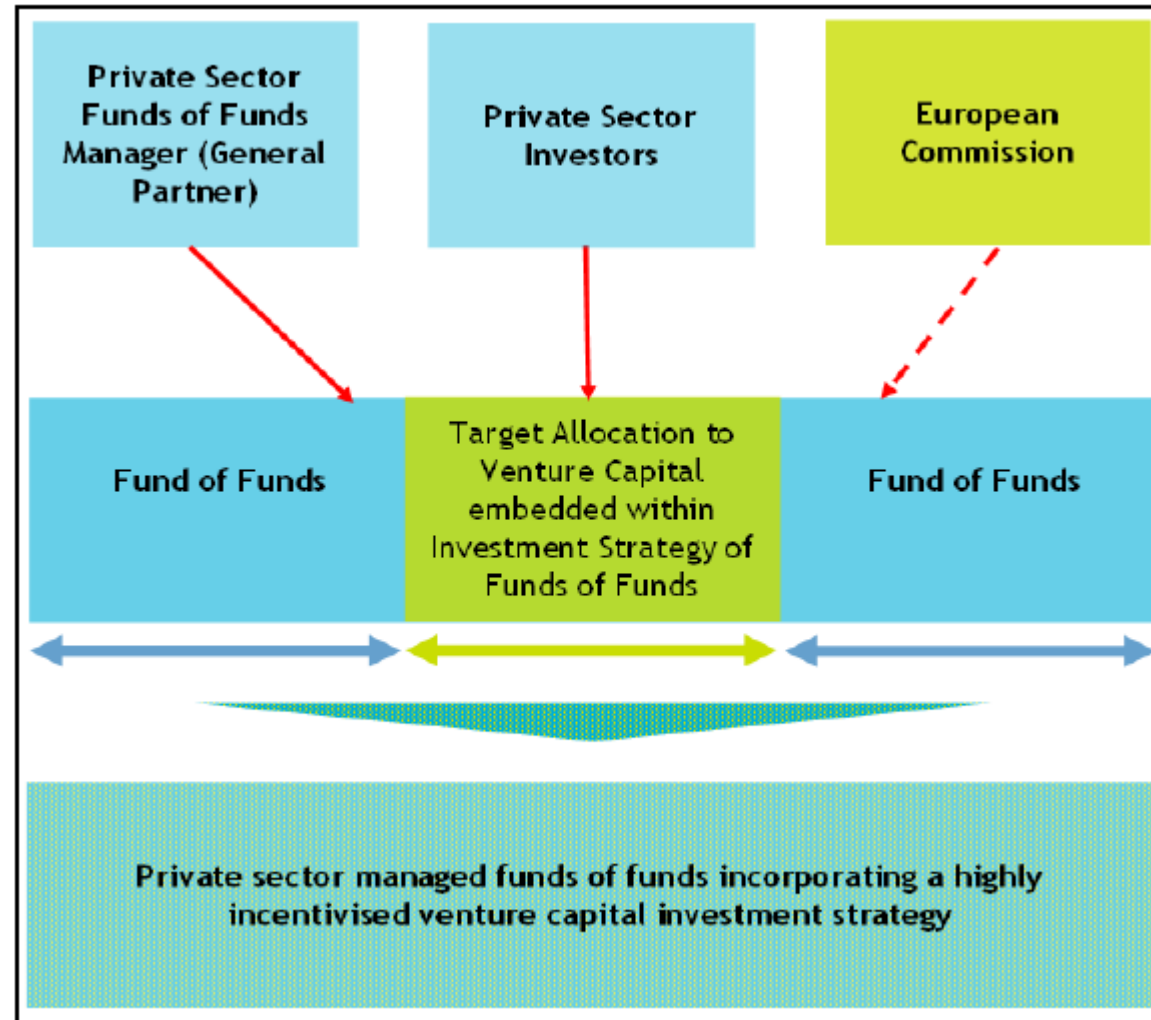 Private Sector
Funds of Funds
Manager (General
Partner)
Private Sector
Investors
European
Commission
Fund of Funds
Target Allocation to
Venture Capital
embedded within
Investment Strategy of
Funds of Funds
Fund of Funds
Private sector managed funds of funds incorporating a highly
incentivised venture capital investment strategy